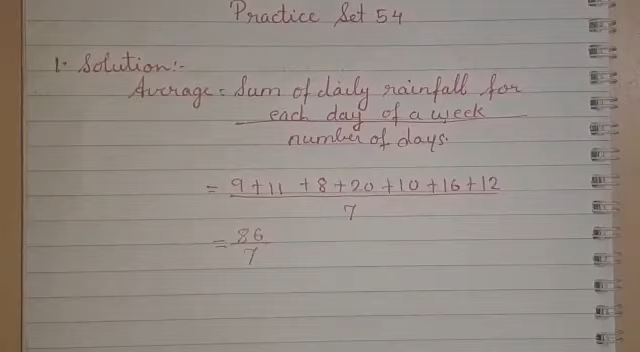 Practice Set 54
1. Solution:-
Average = Sum of daily rainfall for
each day of a week
number of days.
= 9+11 +8+20 +10+16+12
7
= 86
7